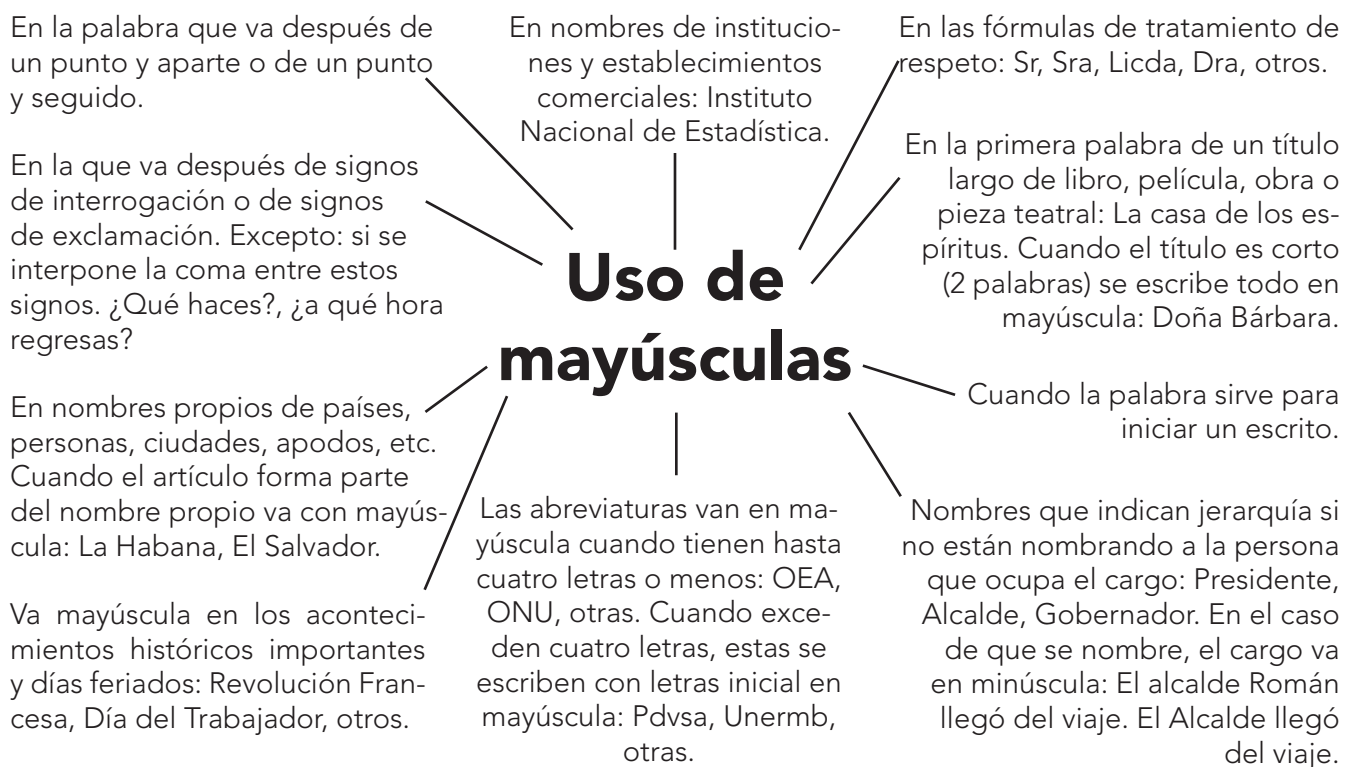 En la palabra que va después de
un punto y aparte o de un punto
y seguido.
En nombres de institucio-
nes y establecimientos
comerciales: Instituto
Nacional de Estadística.
En las fórmulas de tratamiento de
respeto: Sr, Sra, Licda, Dra, otros.
En la que va después de signos
de interrogación o de signos
de exclamación. Excepto: si se
interpone la coma entre estos
signos. ¿Qué haces?, ¿a qué hora
regresas?
En la primera palabra de un título
largo de libro, película, obra o
pieza teatral: La casa de los es-
píritus. Cuando el título es corto
(2 palabras) se escribe todo en
mayúscula: Doña Bárbara.
Uso de
mayúsculas
En nombres propios de países,
personas, ciudades, apodos, etc.
Cuando el artículo forma parte
del nombre propio va con mayús-
cula: La Habana, El Salvador.
Cuando la palabra sirve para
iniciar un escrito.
Va mayúscula en los aconteci-
mientos históricos importantes
y días feriados: Revolución Fran-
cesa, Día del Trabajador, otros.
Las abreviaturas van en ma-
yúscula cuando tienen hasta
cuatro letras o menos: OEA,
ONU, otras. Cuando exce-
den cuatro letras, estas se
escriben con letras inicial en
mayúscula: Pdvsa, Unermb,
otras.
Nombres que indican jerarquía si
no están nombrando a la persona
que ocupa el cargo: Presidente,
Alcalde, Gobernador. En el caso
de que se nombre, el cargo va
en minúscula: El alcalde Román
llegó del viaje. El Alcalde llegó
del viaje.